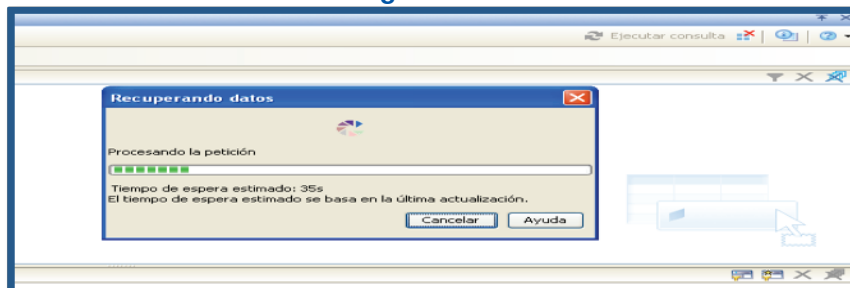 Ejecutar consulta
Recuperando datos
Procesando la petición
Tiempo de espera estimado: 35s
El tiempo de espera estimado se basa en la última actualización.
Cancelar Ayuda